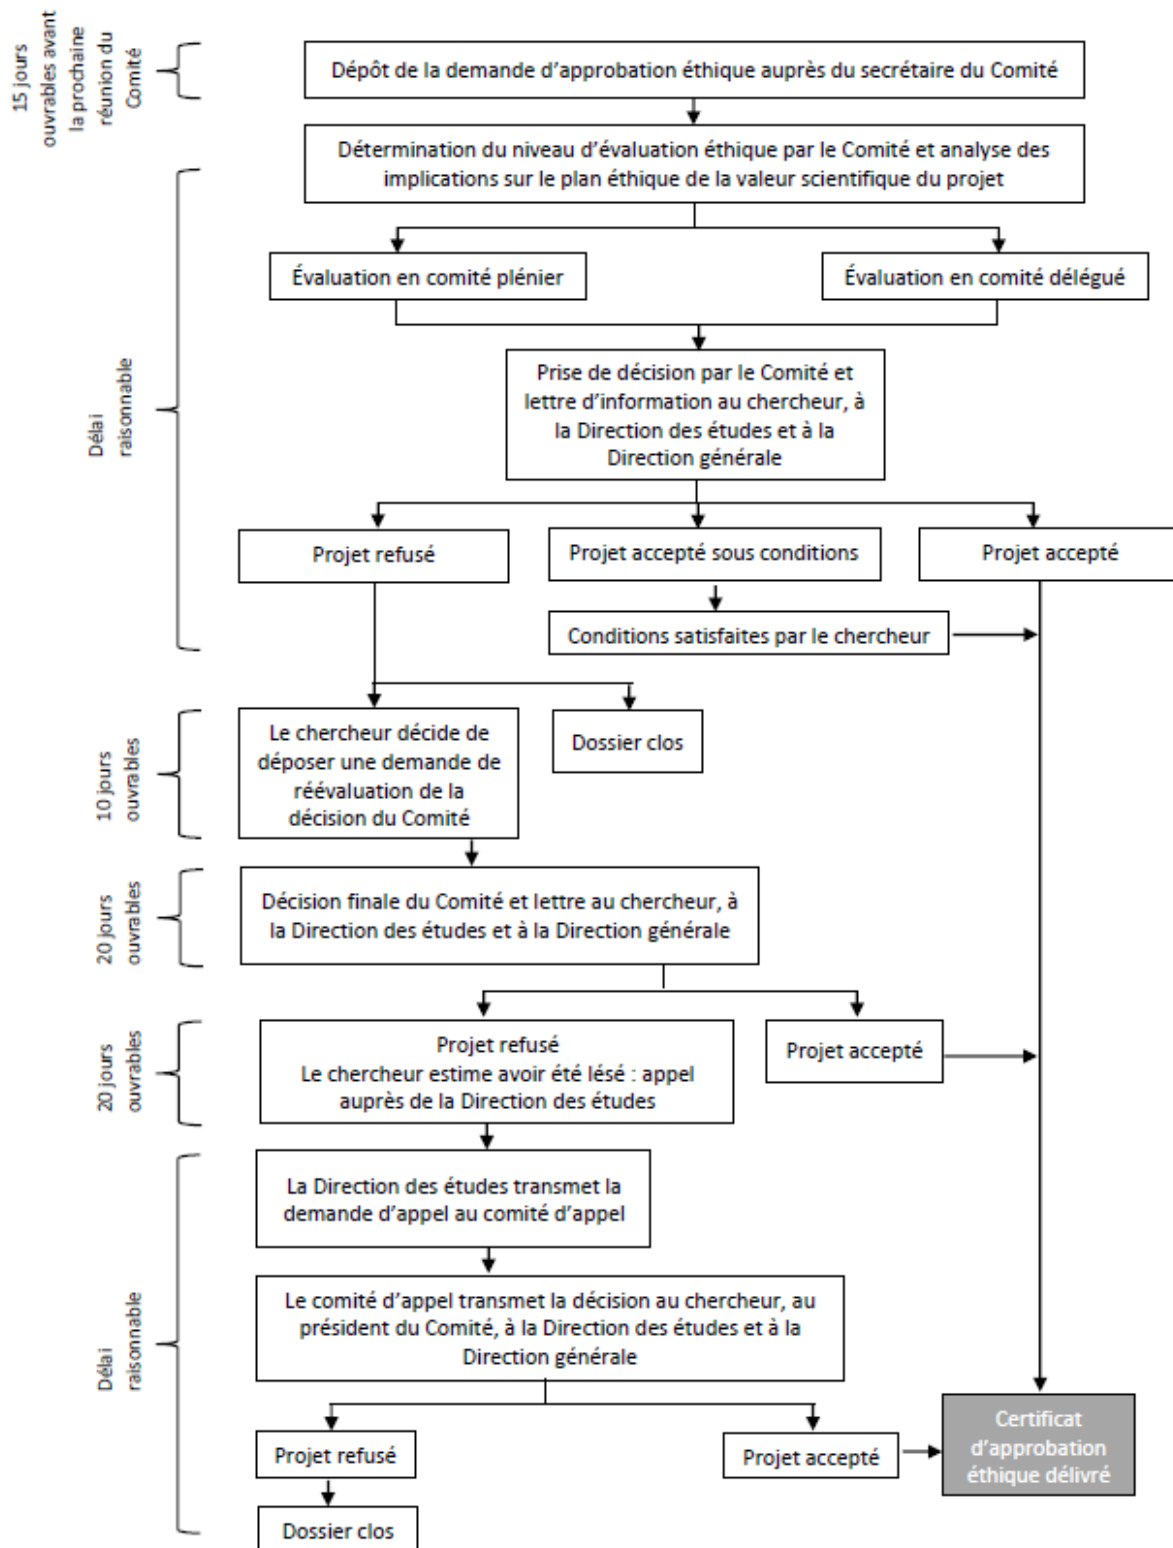 15 jours
ouvrables avant
la prochaine
réunion du
Comité
Dépôt de la demande d'approbation éthique auprès du secrétaire du Comité
Détermination du niveau d'évaluation éthique par le Comité et analyse des
implications sur le plan éthique de la valeur scientifique du projet
Évaluation en comité plénier
Évaluation en comité délégué
Délai
raisonnable
Prise de décision par le Comité et
lettre d'information au chercheur, à
la Direction des études et à la
Direction générale
Projet refusé
Projet accepté sous conditions
Projet accepté
Conditions satisfaites par le chercheur
10 jours
ouvrables
Le chercheur décide de
déposer une demande de
réévaluation de la
décision du Comité
Dossier clos
20 jours
ouvrables
Décision finale du Comité et lettre au chercheur, à
la Direction des études et à la Direction générale
20 jours
ouvrables
Projet refusé
Le chercheur estime avoir été lésé : appel
auprès de la Direction des études
Projet accepté
Délai
raisonnable
La Direction des études transmet la
demande d'appel au comité d'appel
Le comité d'appel transmet la décision au chercheur, au
président du Comité, à la Direction des études et à la
Direction générale
Projet refusé
Projet accepté
Certificat
d'approbation
éthique délivré
Dossier clos